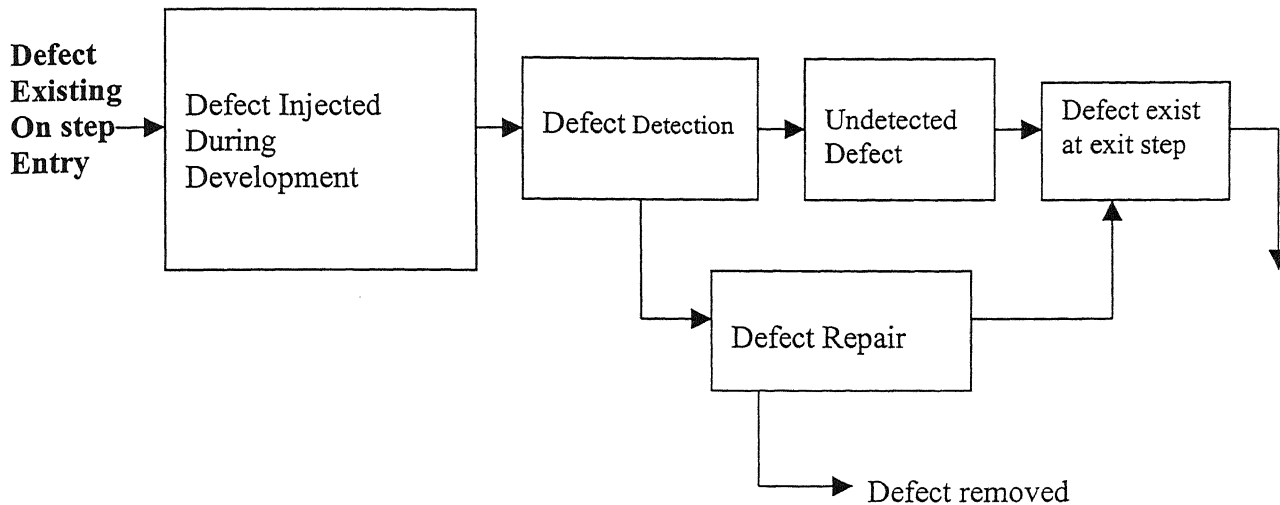 Defect
Existing
On step
Entry
Defect Injected
During
Development
Defect Detection
Undetected
Defect
Defect exist
at exit step
Defect Repair
Defect removed